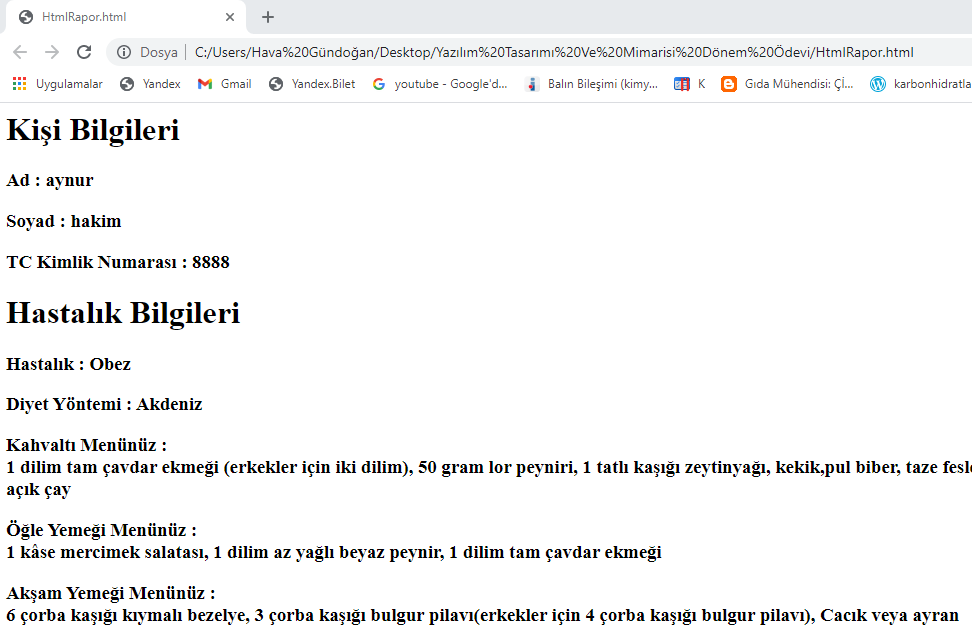 HtmlRapor.html
Dosya | C:/Users/Hava%20Gündoğan/Desktop/Yazılım%20Tasarımı%20Ve%20Mimarisi%20Dönem%20Ödevi/HtmlRapor.html
Uygulamalar Yandex Gmail Yandex.Bilet youtube - Google'd... Balın Bileşimi (kimy... K Gıda Mühendisi: Çİ... karbonhidratla
Kişi Bilgileri
Ad : aynur
Soyad : hakim
TC Kimlik Numarası : 8888
Hastalık Bilgileri
Hastalık : Obez
Diyet Yöntemi : Akdeniz
Kahvaltı Menünüz :
1 dilim tam çavdar ekmeği (erkekler için iki dilim), 50 gram lor peyniri, 1 tatlı kaşığı zeytinyağı, kekik,pul biber, taze
açık çay
Öğle Yemeği Menünüz :
1 kâse mercimek salatası, 1 dilim az yağlı beyaz peynir, 1 dilim tam çavdar ekmeği
Akşam Yemeği Menünüz :
6 çorba kaşığı kıymalı bezelye, 3 çorba kaşığı bulgur pilavı(erkekler için 4 çorba kaşığı bulgur pilavı), Cacık veya ayran